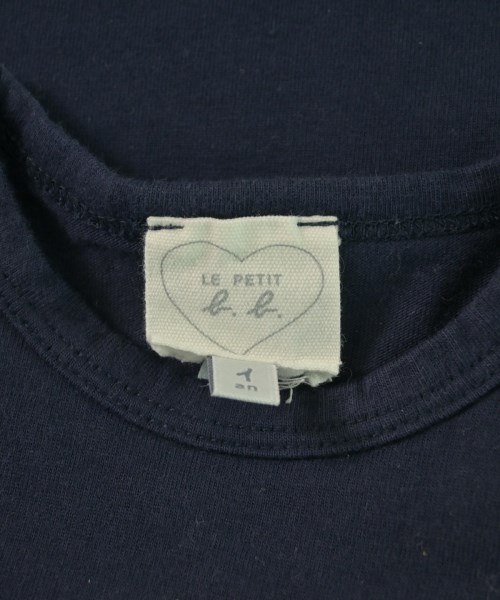 LE PETIT
b. b.
1
an